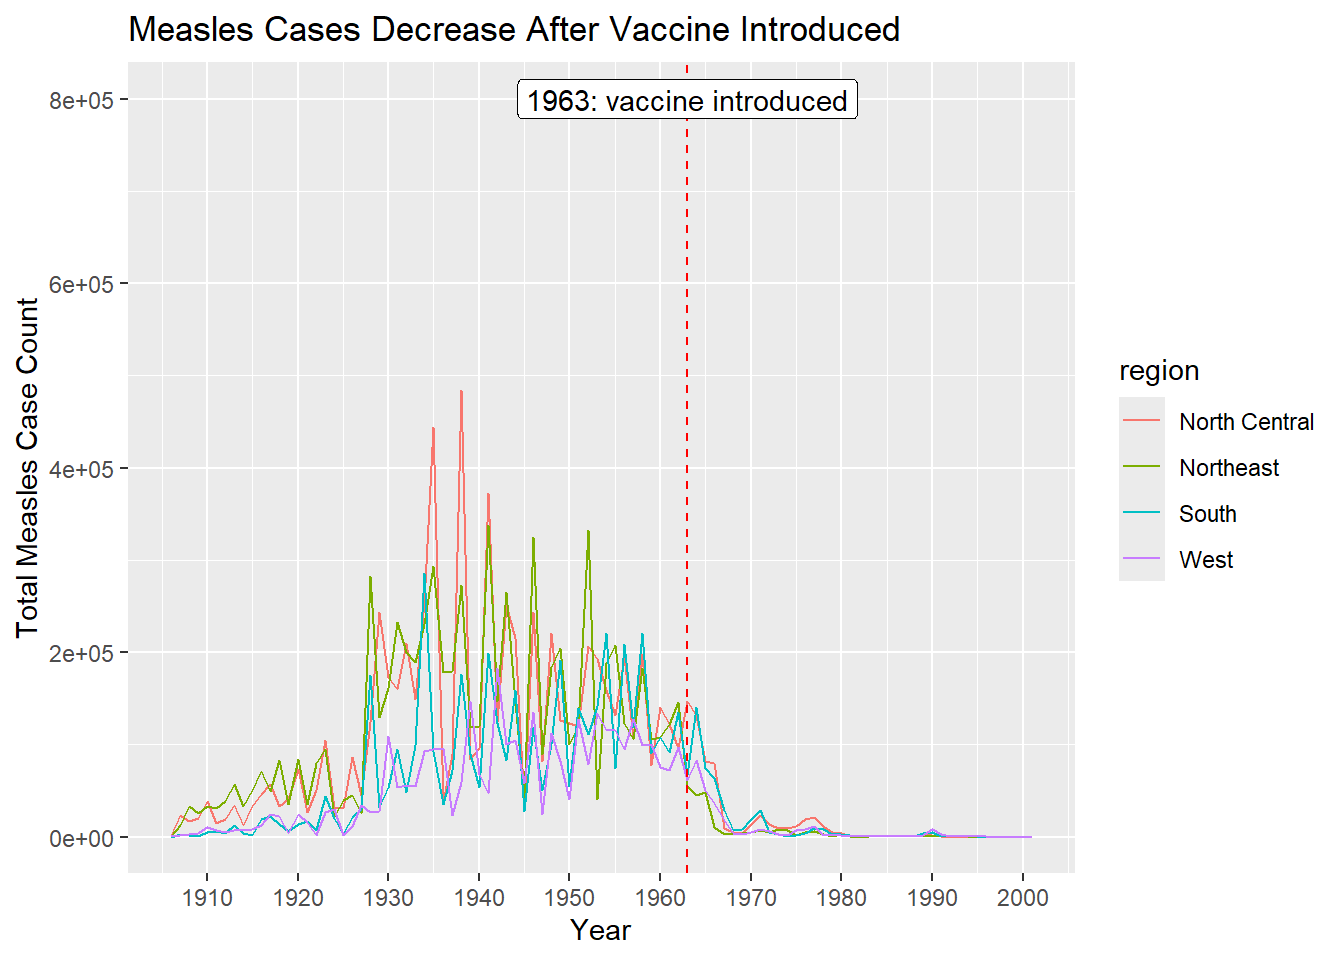 Measles Cases Decrease After Vaccine Introduced
1963: vaccine introduced
8e+05
6e+05
4e+05
2e+05
0e+00
Total Measles Case Count
1910 1920 1930 1940 1950 1960 1970 1980 1990 2000
Year
region
North Central
Northeast
South
West